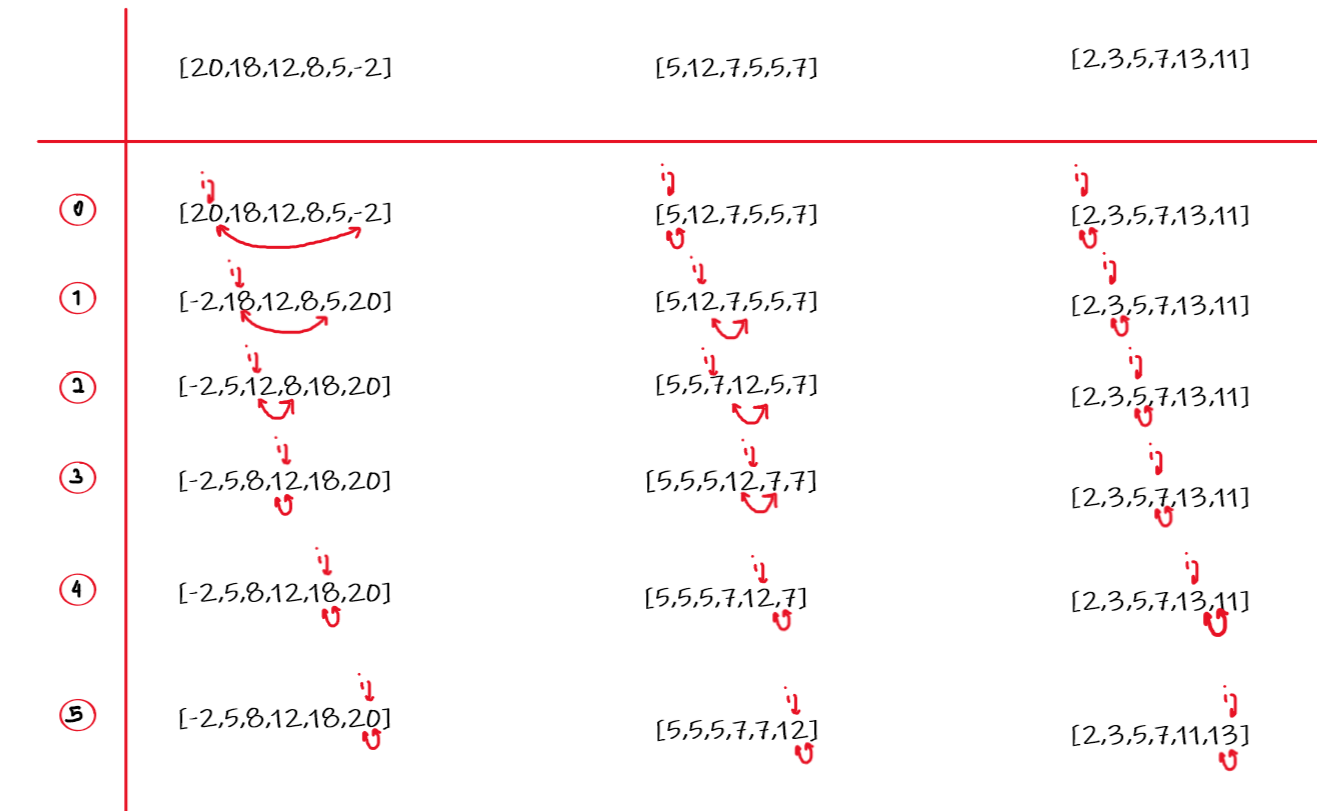 [20,18,12,8,5,-2] [5,12,7,5,5,7] [2,3,5,7,13,11]
i i i
0 [20,18,12,8,5,-2] [5,12,7,5,5,7] [2,3,5,7,13,11]
i i i
1 [-2,18,12,8,5,20] [5,12,7,5,5,7] [2,3,5,7,13,11]
i i i
2 [-2,5,12,8,18,20] [5,5,7,12,5,7] [2,3,5,7,13,11]
i i i
3 [-2,5,8,12,18,20] [5,5,5,12,7,7] [2,3,5,7,13,11]
i i i
4 [-2,5,8,12,18,20] [5,5,5,7,12,7] [2,3,5,7,13,11]
i i i
5 [-2,5,8,12,18,20] [5,5,5,7,7,12] [2,3,5,7,11,13]